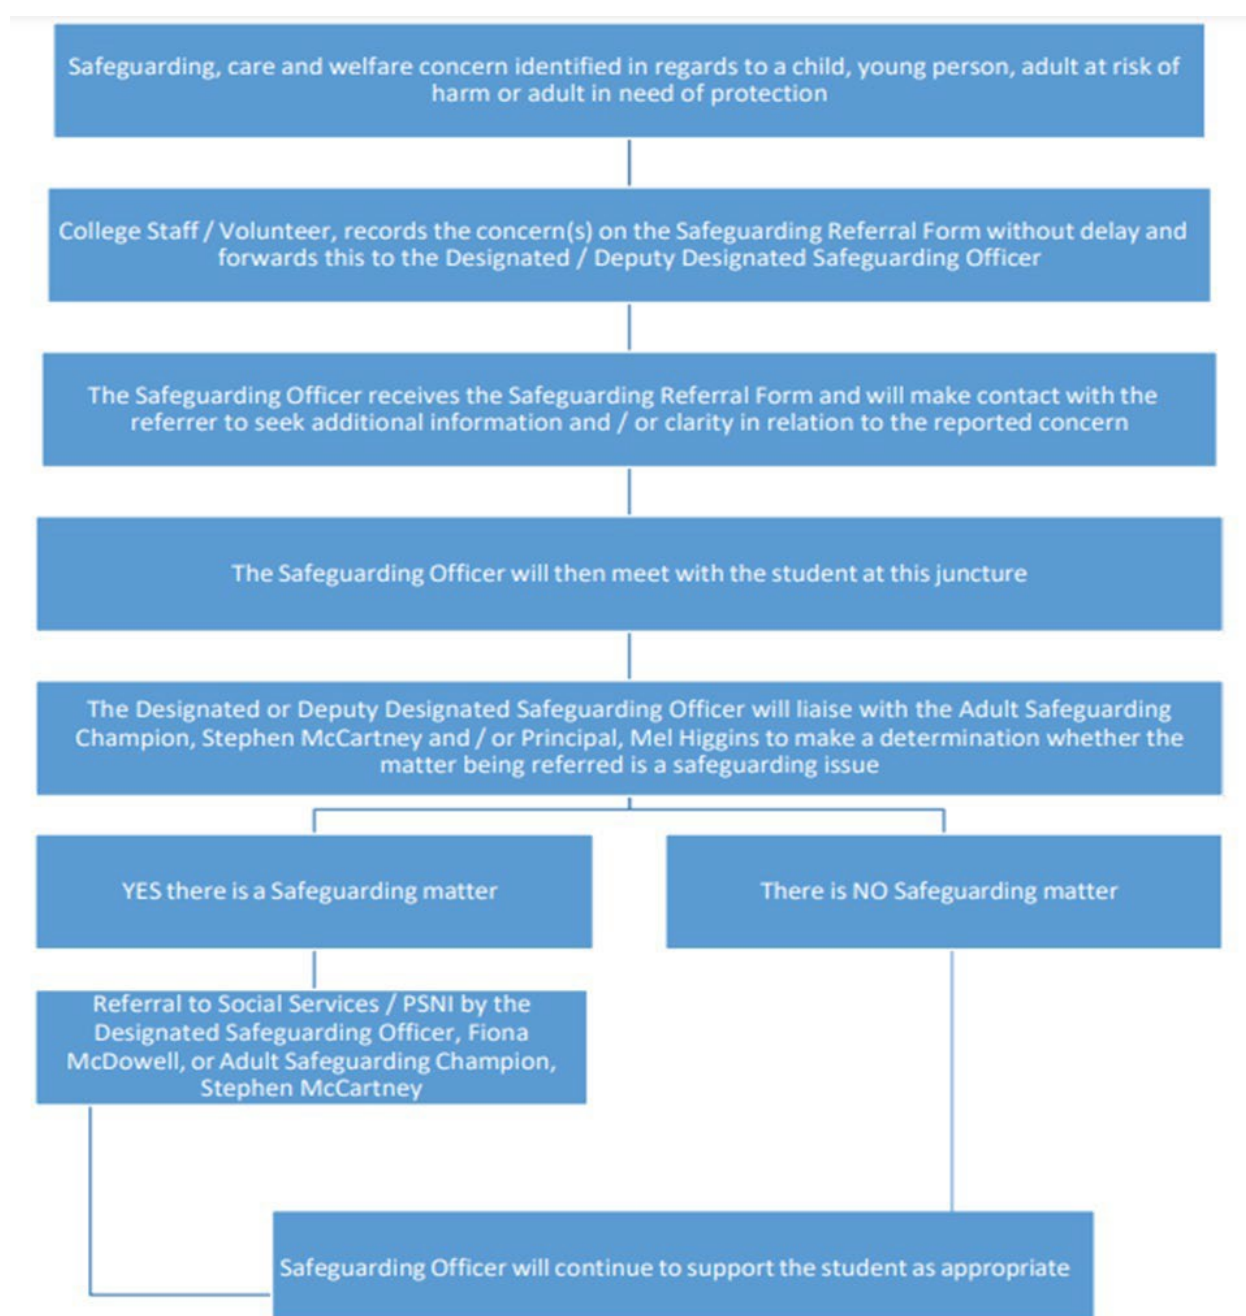 Safeguarding, care and welfare concern identified in regards to a child, young person, adult at risk of
harm or adult in need of protection
College Staff / Volunteer, records the concern(s) on the Safeguarding Referral Form without delay and
forwards this to the Designated / Deputy Designated Safeguarding Officer
The Safeguarding Officer receives the Safeguarding Referral Form and will make contact with the
referrer to seek additional information and / or clarity in relation to the reported concern
The Safeguarding Officer will then meet with the student at this juncture
The Designated or Deputy Designated Safeguarding Officer will liaise with the Adult Safeguarding
Champion, Stephen McCartney and / or Principal, Mel Higgins to make a determination whether the
matter being referred is a safeguarding issue
YES there is a Safeguarding matter
There is NO Safeguarding matter
Referral to Social Services / PSNI by the
Designated Safeguarding Officer, Fiona
McDowell, or Adult Safeguarding Champion,
Stephen McCartney
Safeguarding Officer will continue to support the student as appropriate